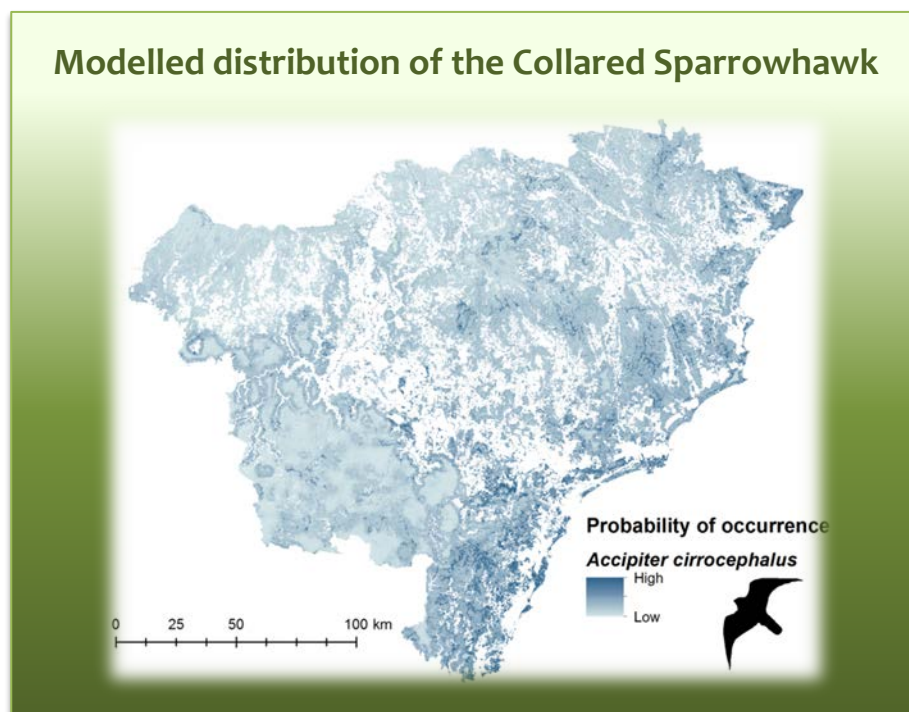 Modelled distribution of the Collared Sparrowhawk
Probability of occurrence
Accipiter cirrocephalus
High
Low
0 25 50 100 km